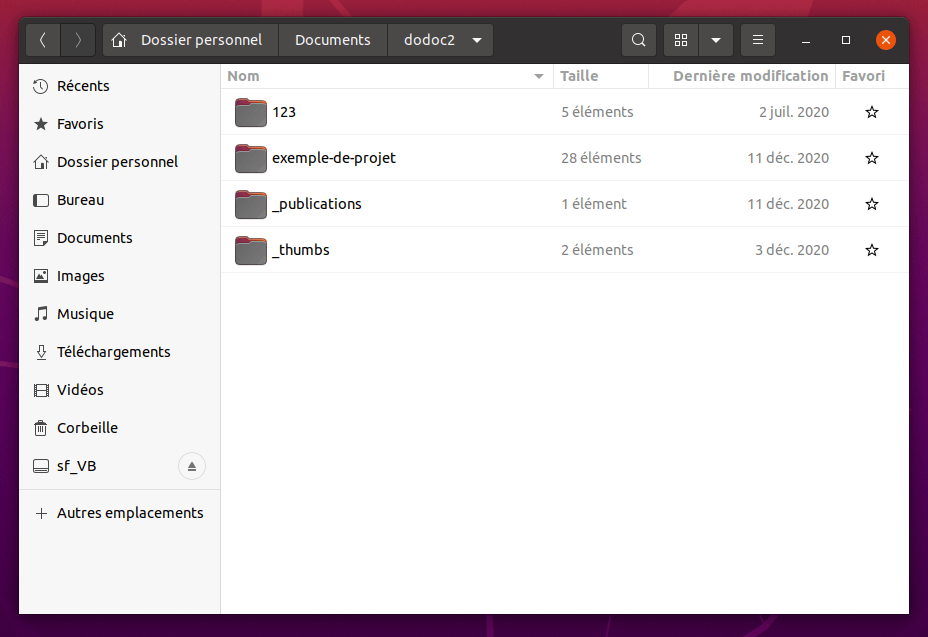 Dossier personnel Documents dodoc2
Récents
Favoris
Dossier personnel
Bureau
Documents
Images
Musique
Téléchargements
Vidéos
Corbeille
sf_VB
Autres emplacements
Nom Taille Dernière modification Favori
123 5 éléments 2 juil. 2020
exemple-de-projet 28 éléments 11 déc. 2020
_publications 1 élément 11 déc. 2020
_thumbs 2 éléments 3 déc. 2020